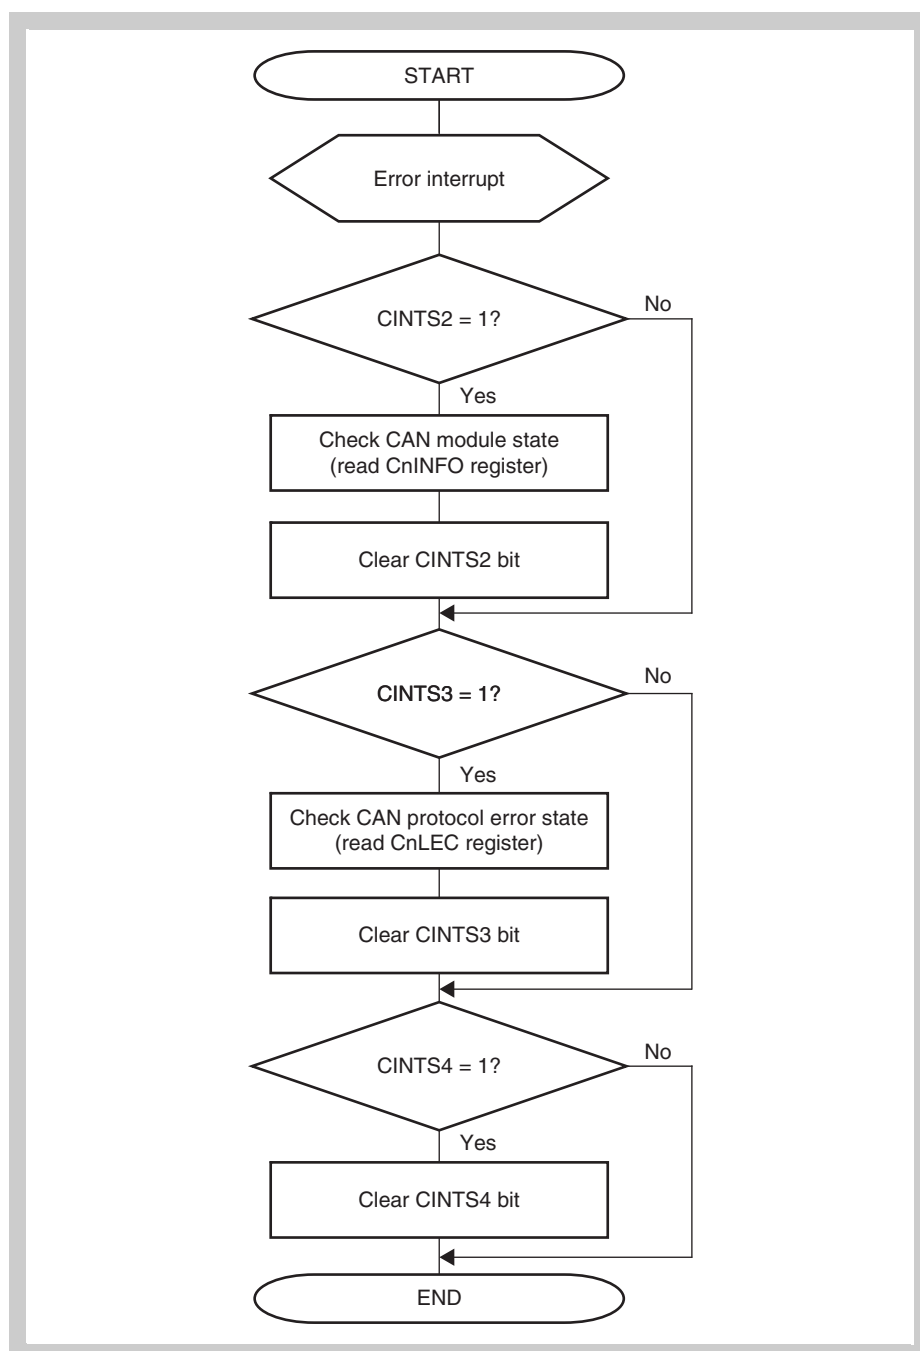 START
Error interrupt
CINTS2 = 1?
No
Yes
Check CAN module state
(read CnINFO register)
Clear CINTS2 bit
CINTS3 = 1?
No
Yes
Check CAN protocol error state
(read CnLEC register)
Clear CINTS3 bit
CINTS4 = 1?
No
Yes
Clear CINTS4 bit
END